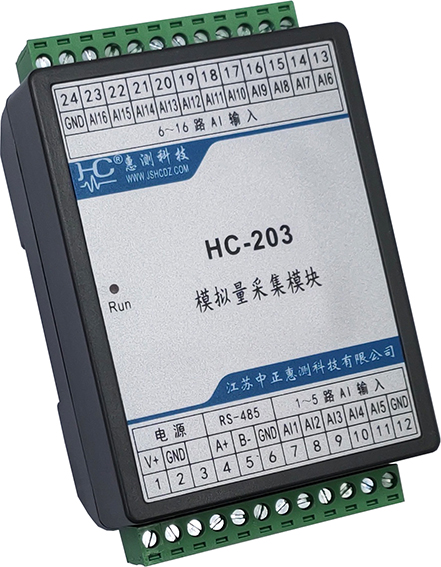 24 23 22 21 20 19 18 17 16 15 14 13
GND AI16 AI15 AI14 AI13 AI12 AI11 AI10 AI9 AI8 AI7 AI6
6~16 路 AI 输入
HC® 惠测科技
WWW.JSHCDZ.COM
HC-203
模拟量采集模块
Run
江苏中正惠测科技有限公司
电源 RS-485 1~5 路 AI 输入
V+ GND A+ B- GND AI1 AI2 AI3 AI4 AI5 GND
1 2 3 4 5 6 7 8 9 10 11 12